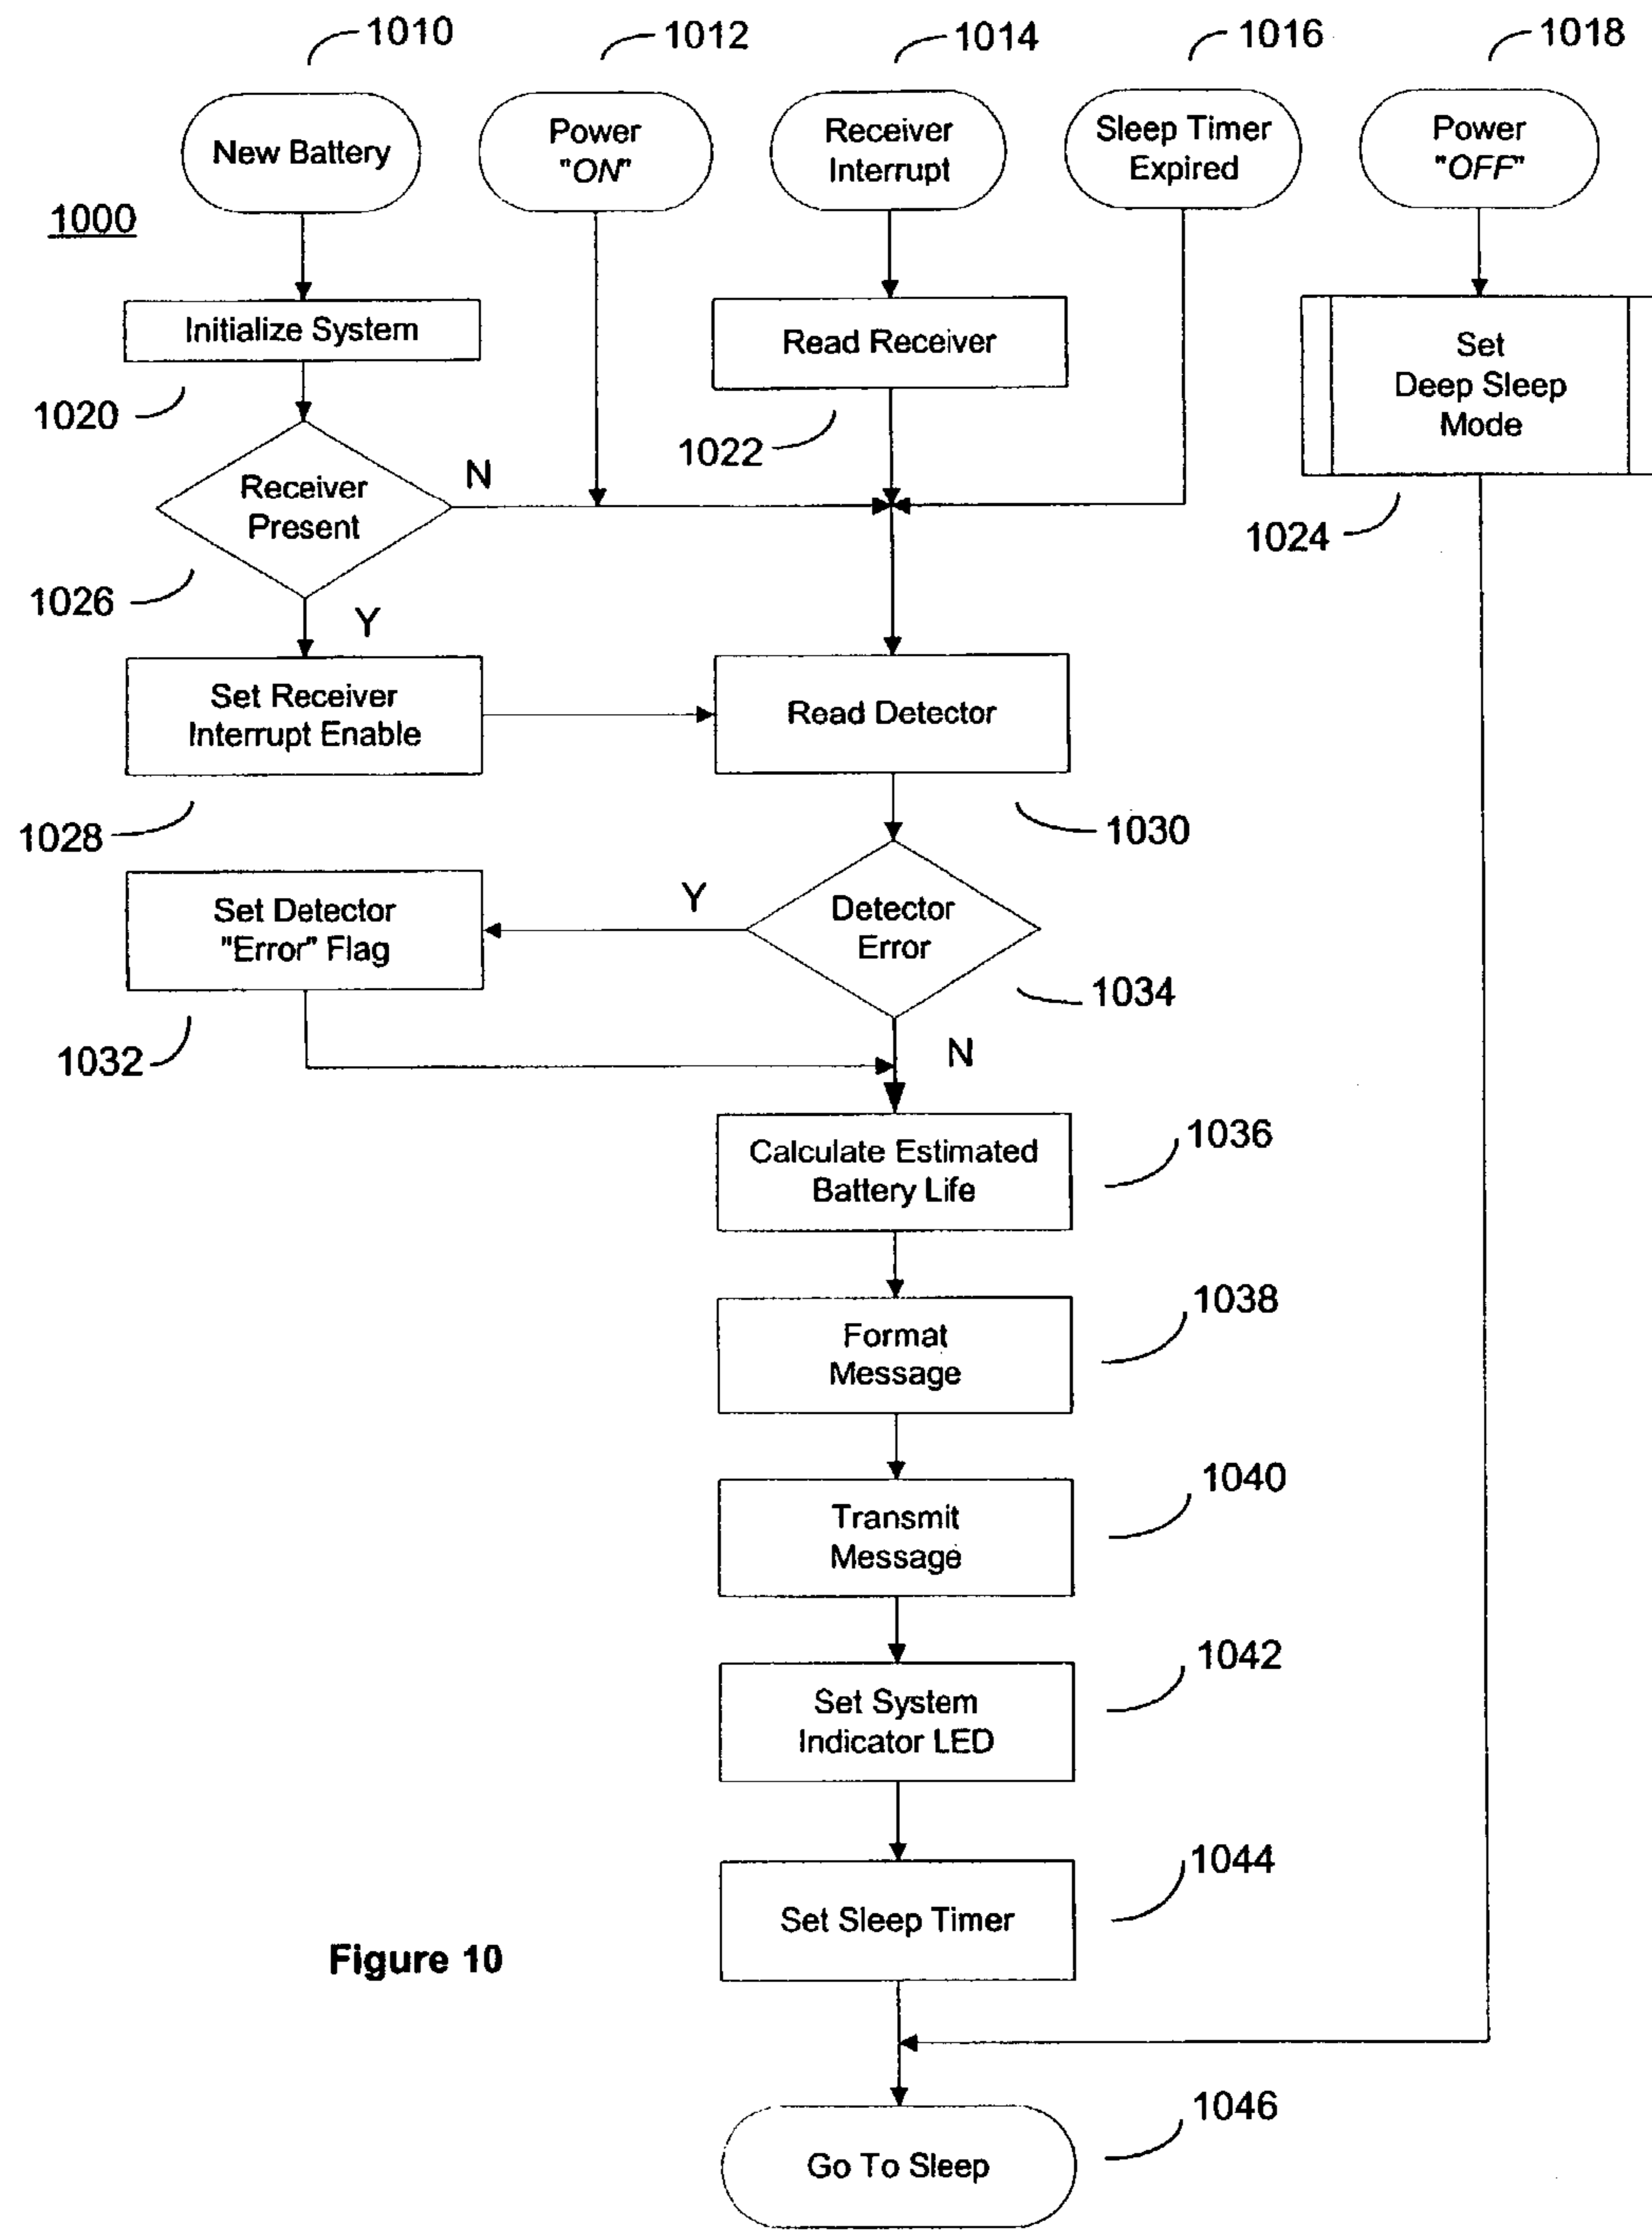 1010
1012
1014
1016
1018
New Battery
Power
"ON"
Receiver
Interrupt
Sleep Timer
Expired
Power
"OFF"
1000
Initialize System
Read Receiver
Set
Deep Sleep
Mode
1020
1022
1024
Receiver
Present
N
1026
Y
Set Receiver
Interrupt Enable
Read Detector
1028
1030
Set Detector
"Error" Flag
Y
Detector
Error
1034
1032
N
Calculate Estimated
Battery Life
1036
Format
Message
1038
Transmit
Message
1040
Set System
Indicator LED
1042
Set Sleep Timer
1044
Figure 10
Go To Sleep
1046